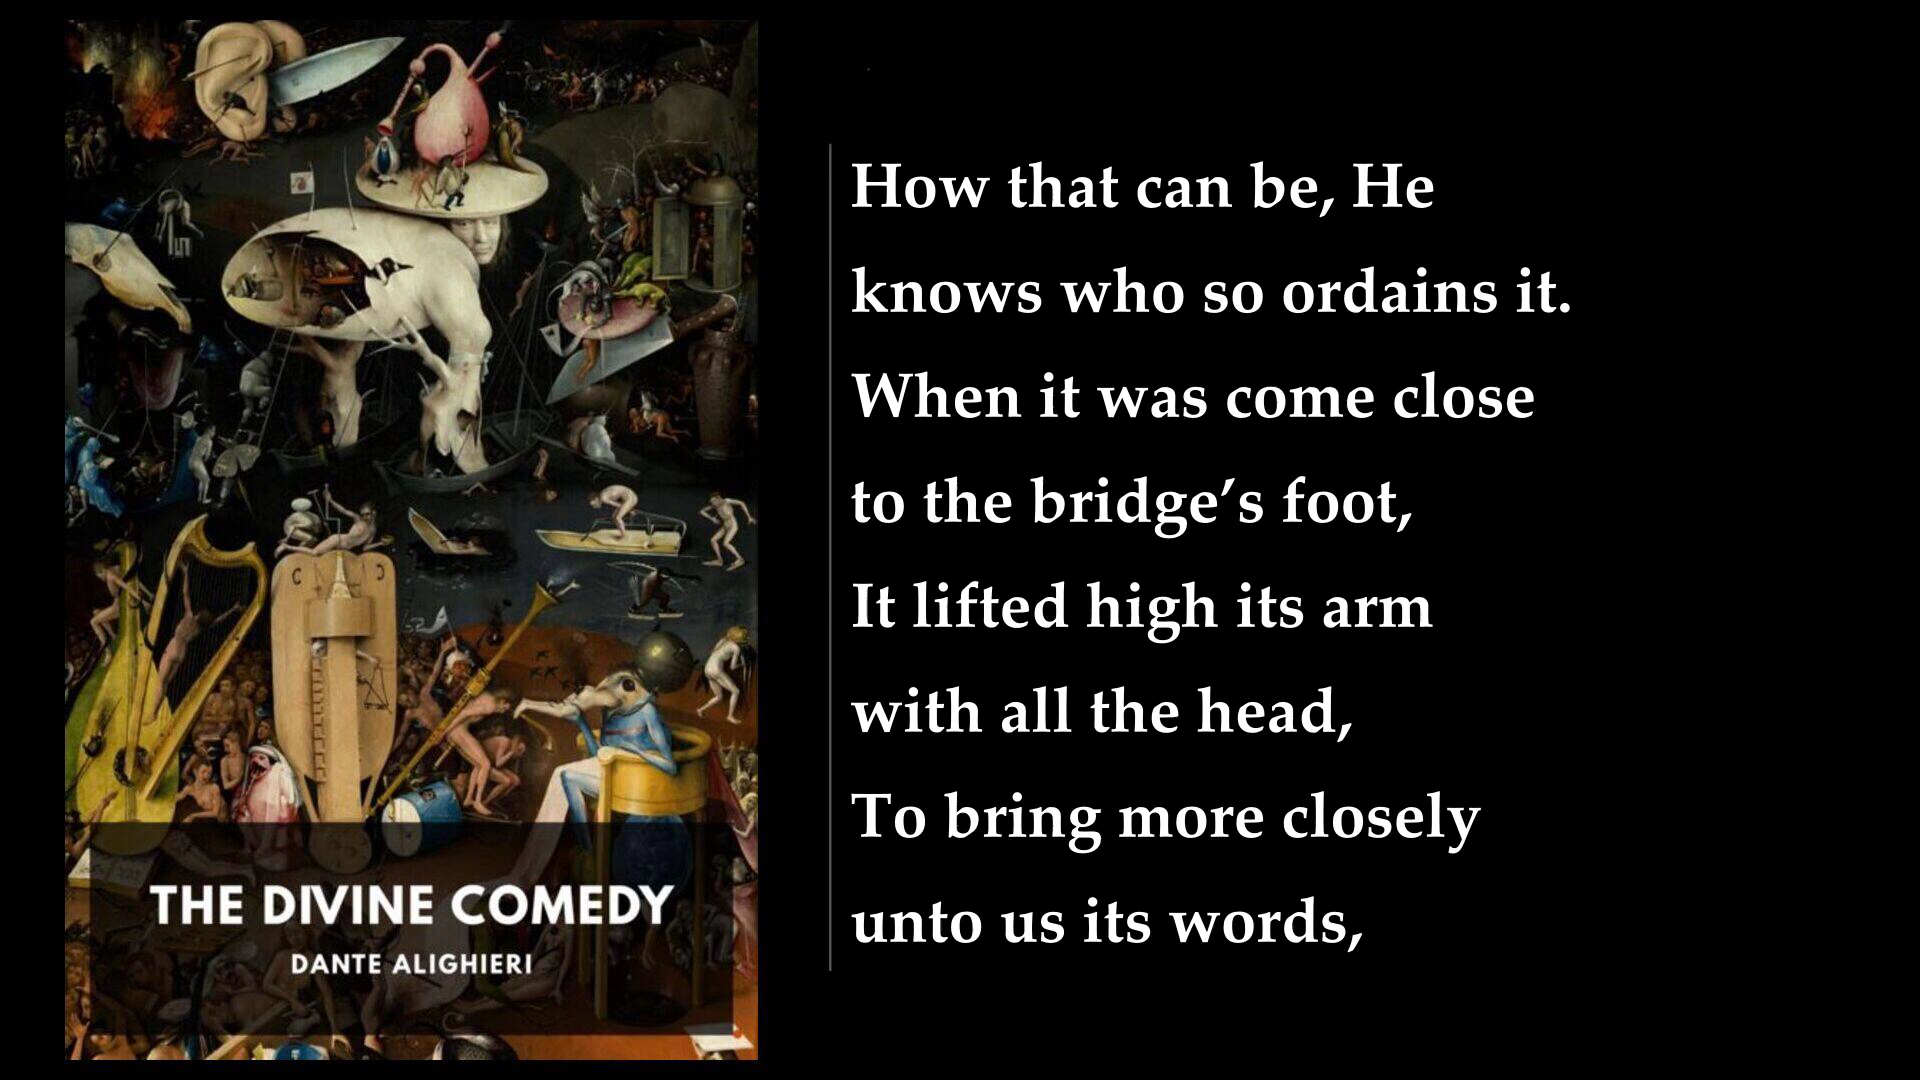 THE DIVINE COMEDY
DANTE ALIGHIERI
How that can be, He
knows who so ordains it.
When it was come close
to the bridge’s foot,
It lifted high its arm
with all the head,
To bring more closely
unto us its words,